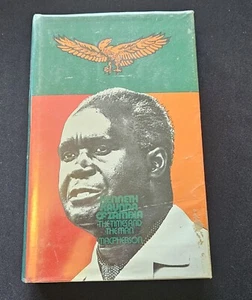 KENNETH
KAUNDA
OF ZAMBIA
THE TIMES AND
THE MAN
MACPHERSON